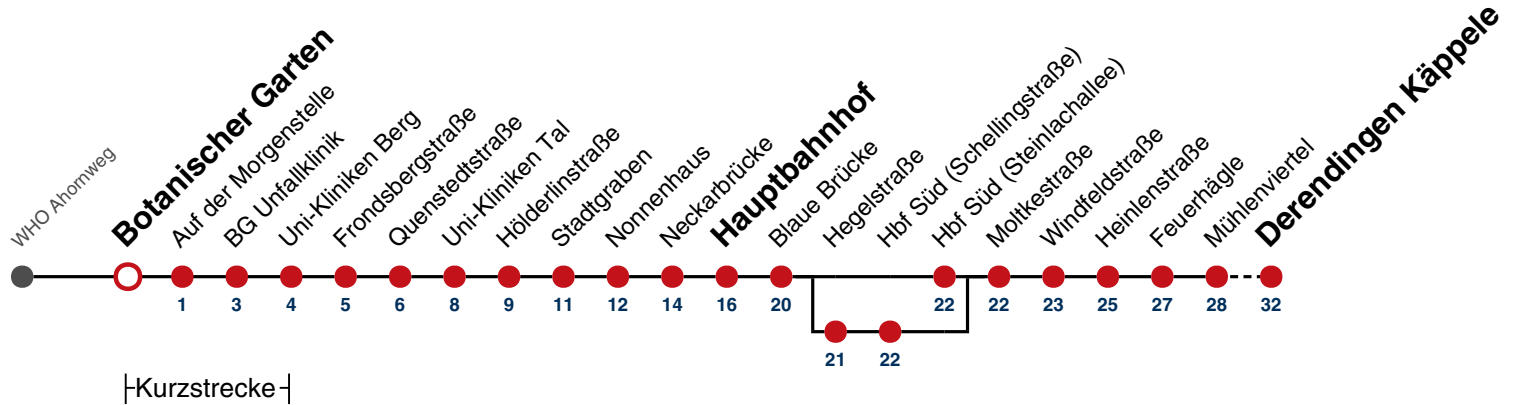 WHO Ahornweg
Botanischer Garten
Auf der Morgenstelle
BG Unfallklinik
Uni-Kliniken Berg
Frondsbergstraße
Quenstedtstraße
Uni-Kliniken Tal
Hölderlinstraße
Stadtgraben
Nonnenhaus
Neckarbrücke
Hauptbahnhof
Blaue Brücke
Hegelstraße
Hbf Süd (Schellingstraße)
Hbf Süd (Steinlachallee)
Moltkestraße
Windfeldstraße
Heinlenstraße
Feuerhägle
Mühlenviertel
Derendingen Käppele
1 3 4 5 6 8 9 11 12 14 16 20 22 22 23 25 27 28 32
21 22
Kurzstrecke